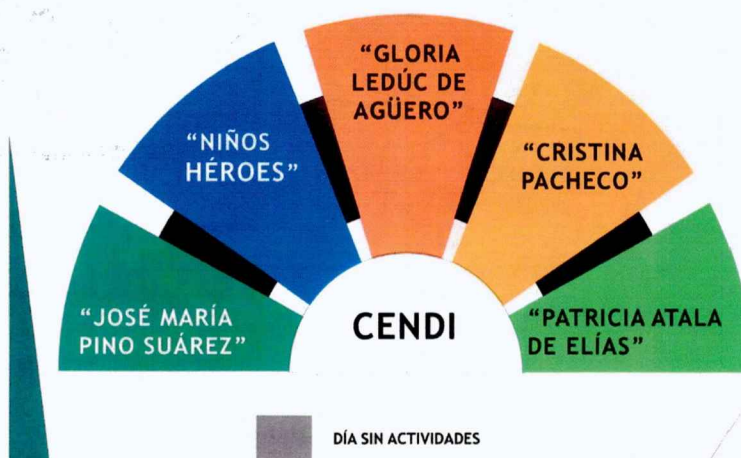 “GLORIA
LEDÚC DE
AGÜERO”
“NIÑOS
HÉROES”
“CRISTINA
PACHECO”
“JOSÉ MARÍA
PINO SUÁREZ”
CENDI
“PATRICIA ATALA
DE ELÍAS”
DÍA SIN ACTIVIDADES